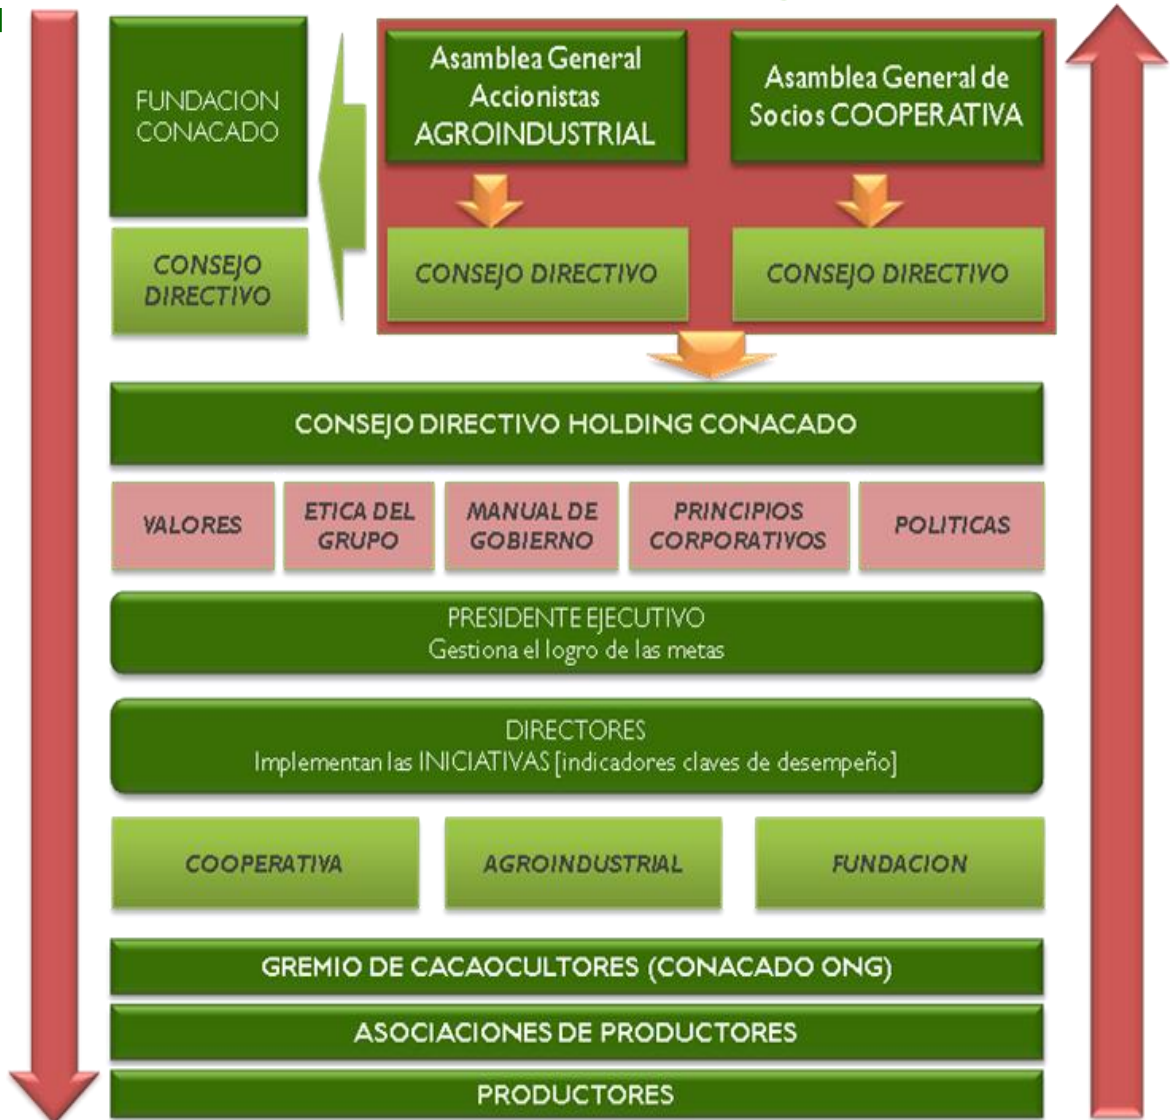 FUNDACION
CONACADO
Asamblea General
Accionistas
AGROINDUSTRIAL
Asamblea General de
Socios COOPERATIVA
CONSEJO
DIRECTIVO
CONSEJO DIRECTIVO
CONSEJO DIRECTIVO
CONSEJO DIRECTIVO HOLDING CONACADO
VALORES
ETICA DEL
GRUPO
MANUAL DE
GOBIERNO
PRINCIPIOS
CORPORATIVOS
POLITICAS
PRESIDENTE EJECUTIVO
Gestiona el logro de las metas
DIRECTORES
Implementan las INICIATIVAS [indicadores claves de desempeño]
COOPERATIVA
AGROINDUSTRIAL
FUNDACION
GREMIO DE CACAOCULTORES (CONACADO ONG)
ASOCIACIONES DE PRODUCTORES
PRODUCTORES